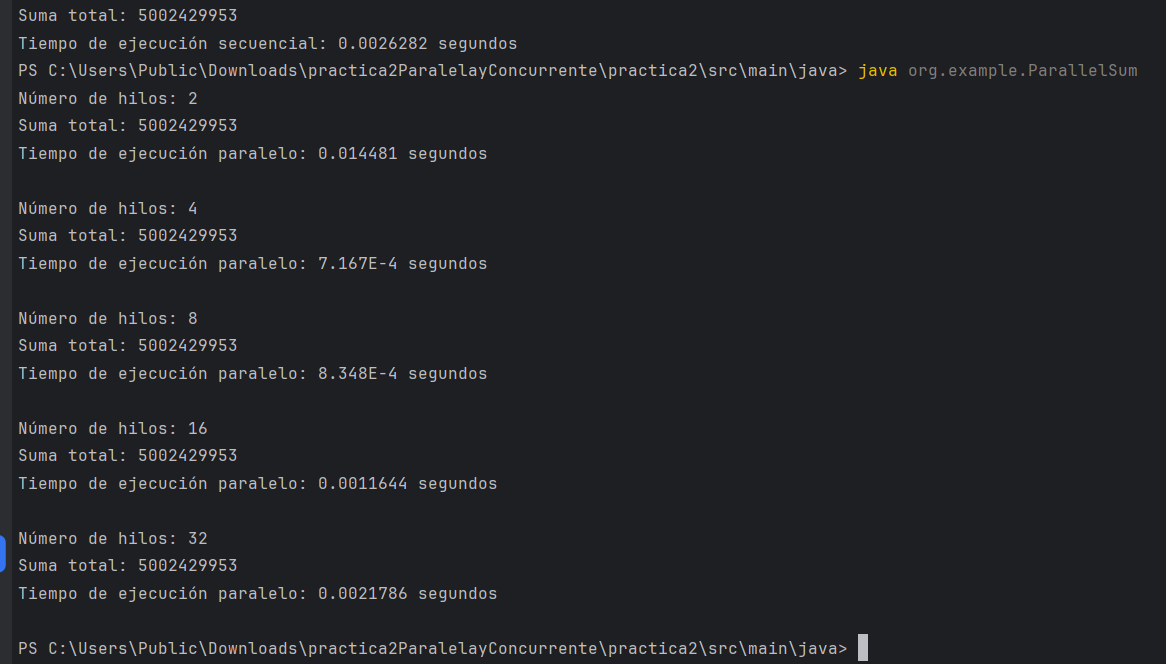 Suma total: 5002429953
Tiempo de ejecución secuencial: 0.0026282 segundos
PS C:\Users\Public\Downloads\practica2ParalelayConcurrente\practica2\src\main\java> java org.example.ParallelSum
Número de hilos: 2
Suma total: 5002429953
Tiempo de ejecución paralelo: 0.014481 segundos
Número de hilos: 4
Suma total: 5002429953
Tiempo de ejecución paralelo: 7.167E-4 segundos
Número de hilos: 8
Suma total: 5002429953
Tiempo de ejecución paralelo: 8.348E-4 segundos
Número de hilos: 16
Suma total: 5002429953
Tiempo de ejecución paralelo: 0.0011644 segundos
Número de hilos: 32
Suma total: 5002429953
Tiempo de ejecución paralelo: 0.0021786 segundos
PS C:\Users\Public\Downloads\practica2ParalelayConcurrente\practica2\src\main\java>